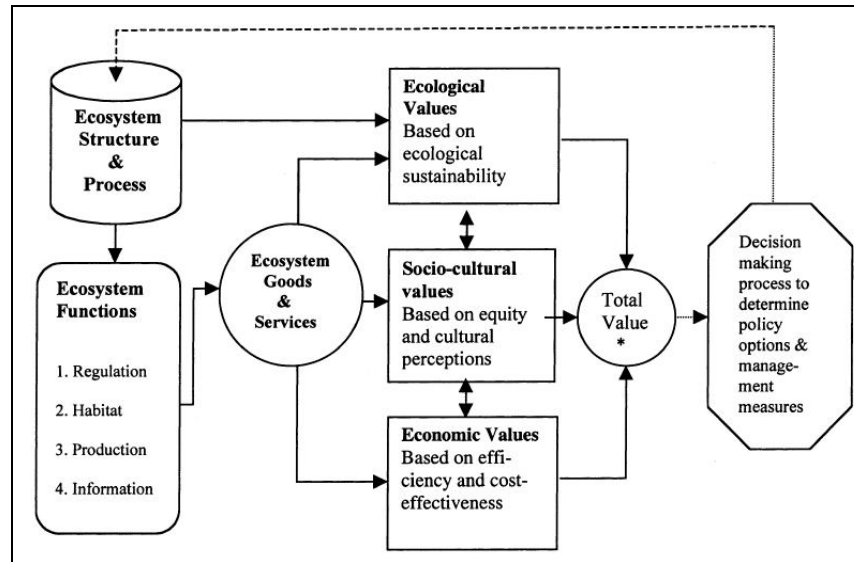 Ecosystem
Structure
&
Process
Ecosystem
Functions
1. Regulation
2. Habitat
3. Production
4. Information
Ecosystem
Goods
&
Services
Ecological
Values
Based on
ecological
sustainability
Socio-cultural
values
Based on equity
and cultural
perceptions
Economic Values
Based on effi-
ciency and cost-
effectiveness
Total
Value
*
Decision
making
process to
determine
policy
options &
manage-
ment
measures